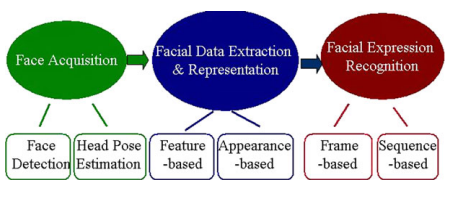 Face Acquisition
Facial Data Extraction
& Representation
Facial Expression
Recognition
Face
Detection
Head Pose
Estimation
Feature
-based
Appearance
-based
Frame
-based
Sequence
-based